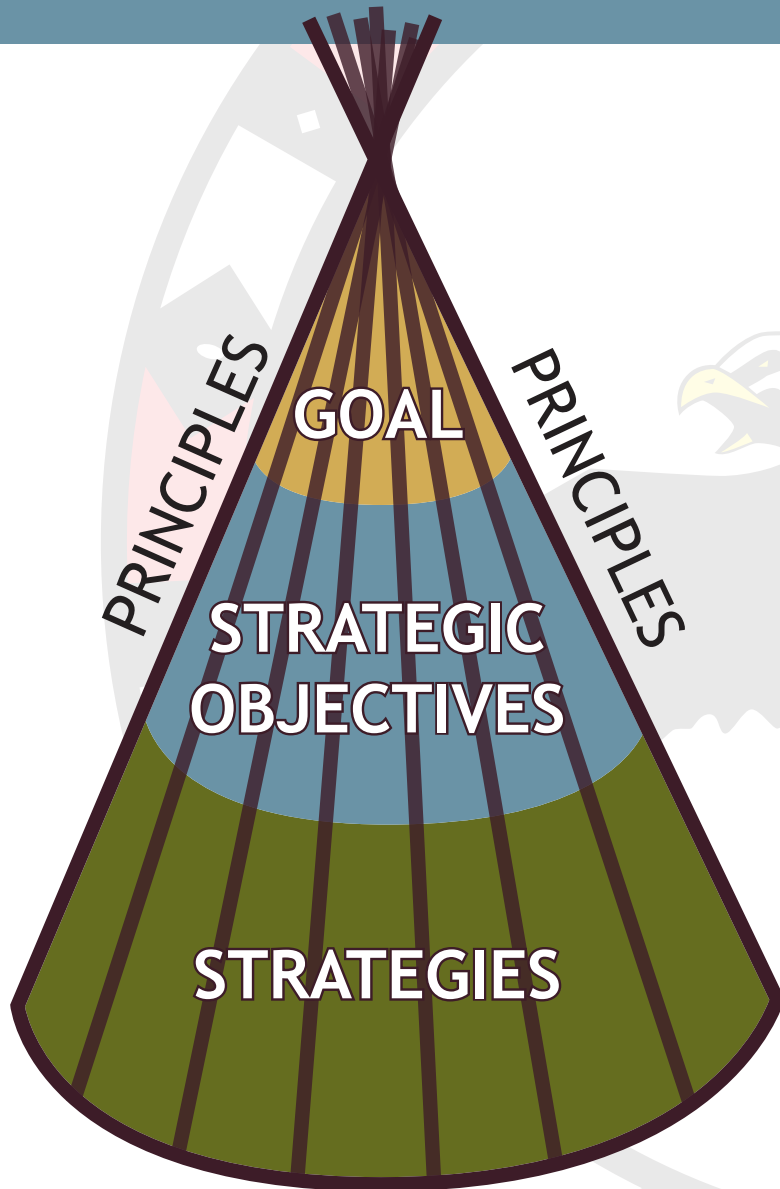 PRINCIPLES
PRINCIPLES
GOAL
STRATEGIC
OBJECTIVES
STRATEGIES